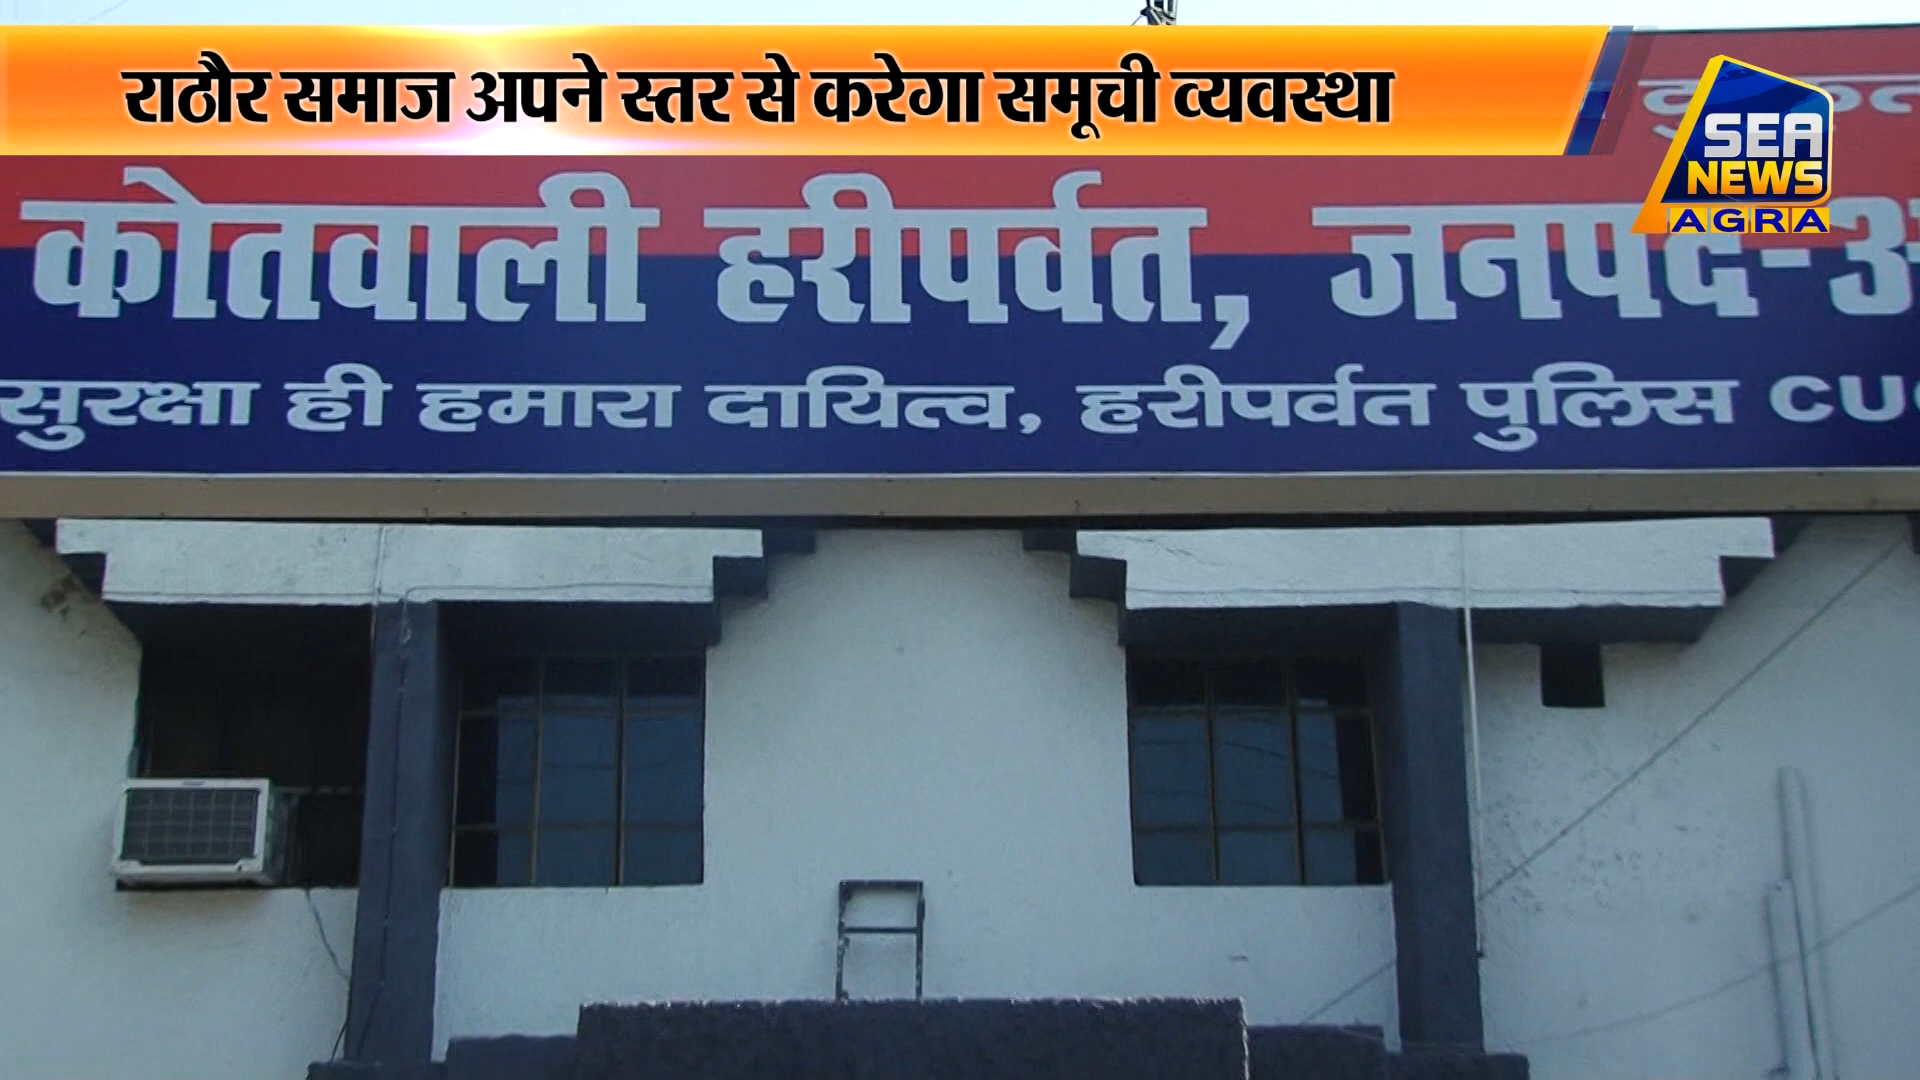 राठौर समाज अपने स्तर से करेगा समूची व्यवस्था
SEA
NEWS
AGRA
कोतवाली हरीपर्वत, जनपद-
सुरक्षा ही हमारा दायित्व, हरीपर्वत पुलिस CU